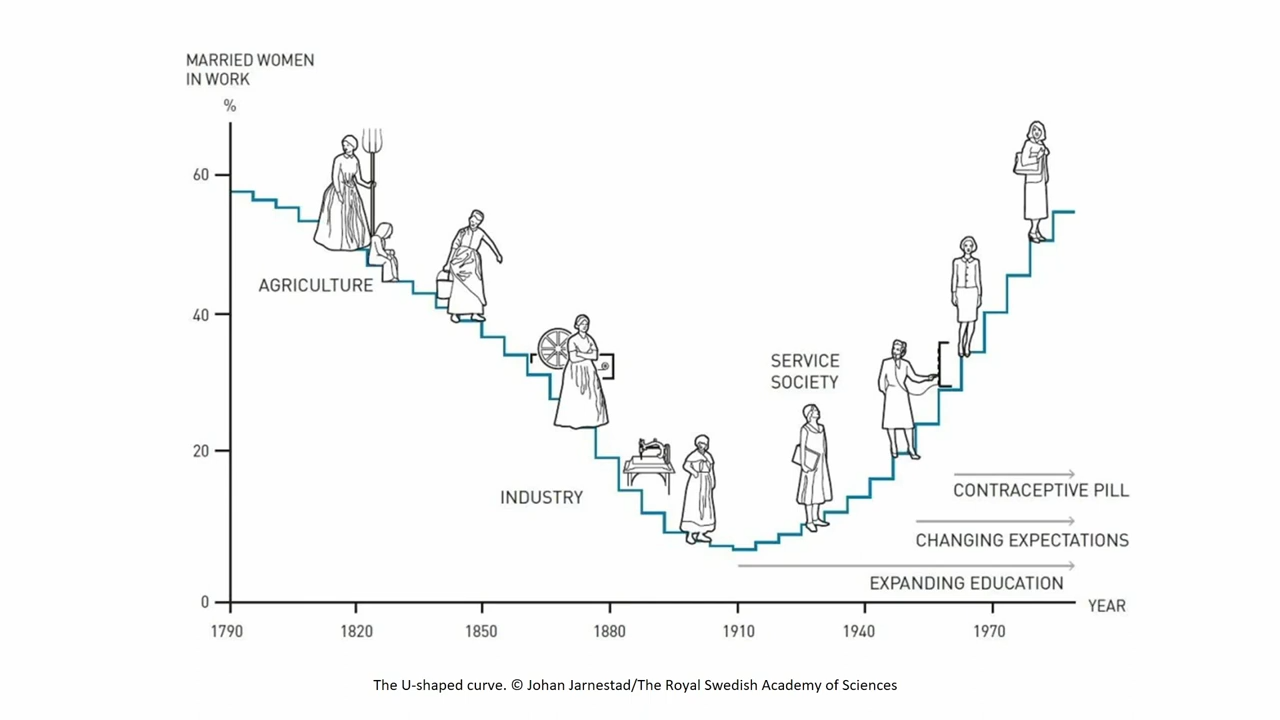 MARRIED WOMEN
IN WORK
%
60
40
20
0
AGRICULTURE
INDUSTRY
SERVICE
SOCIETY
CONTRACEPTIVE PILL
CHANGING EXPECTATIONS
EXPANDING EDUCATION
YEAR
1790 1820 1850 1880 1910 1940 1970
The U-shaped curve. © Johan Jarnestad/The Royal Swedish Academy of Sciences